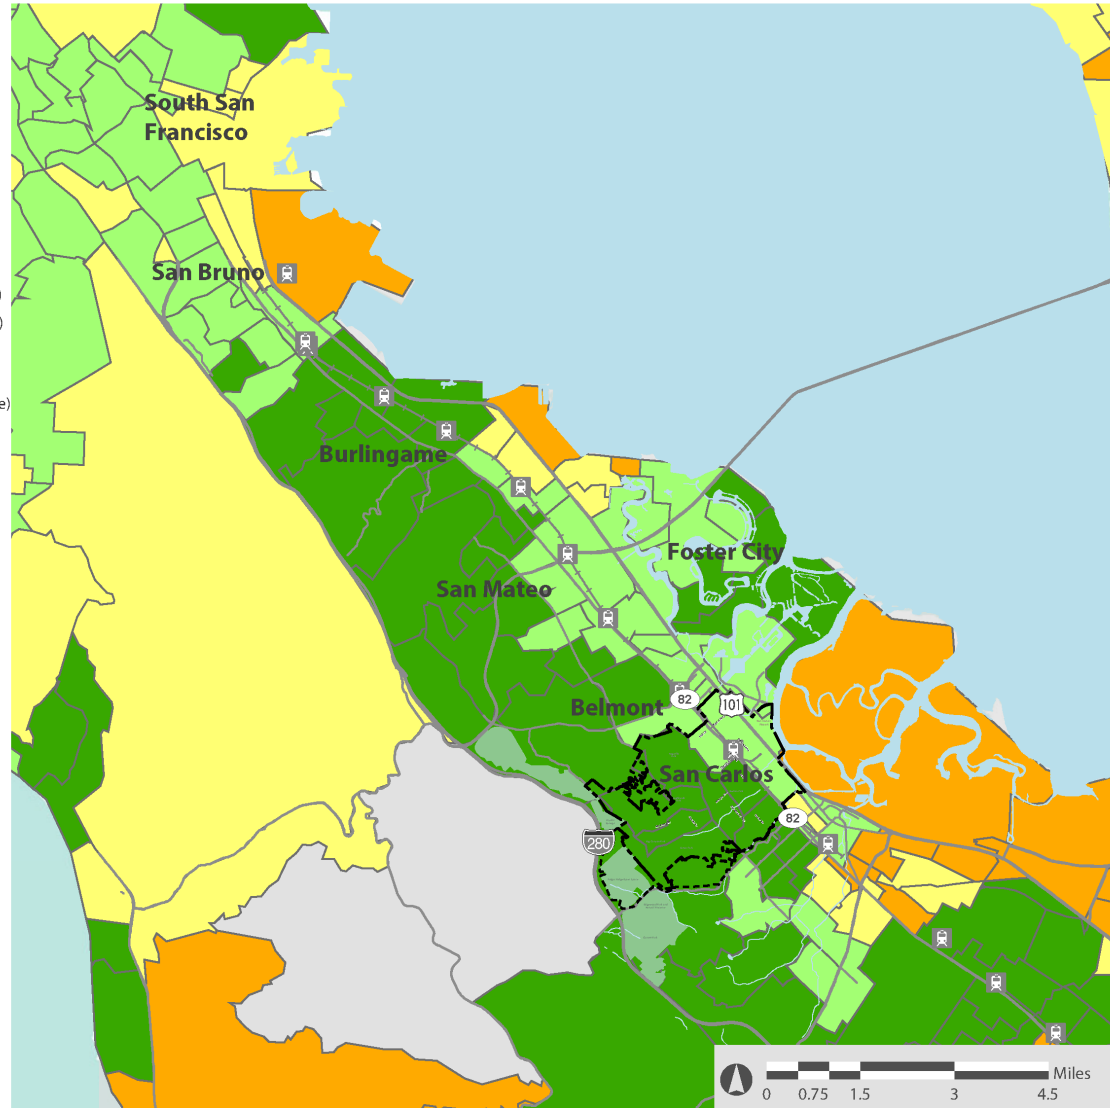 South San
Francisco
San Bruno
)
)
e)
Burlingame
Foster City
San Mateo
Belmont
82
101
San Carlos
82
280
Miles
0 0.75 1.5 3 4.5